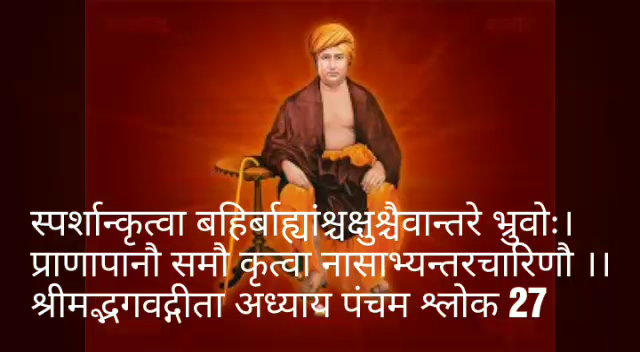 स्पर्शान्कृत्वा बहिर्बाह्यांश्चक्षुश्चैवान्तरे भ्रुवोः।
प्राणापानौ समौ कृत्वा नासाभ्यन्तरचारिणौ ।।
श्रीमद्भगवद्गीता अध्याय पंचम श्लोक 27